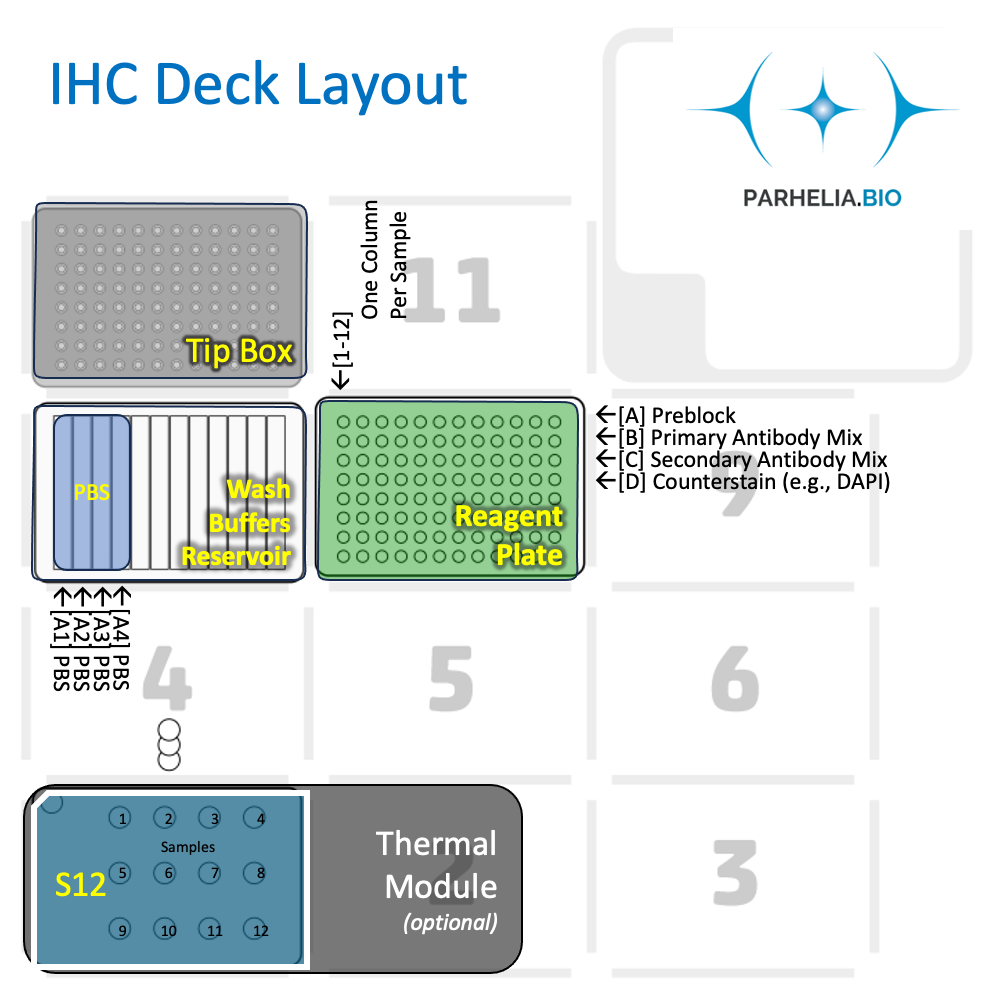 IHC Deck Layout
PARHELIA.BIO
One Column
Per Sample
11
←[1-12]
Tip Box
PBS
Wash
Buffers
Reservoir
Reagent
Plate
←[A] Preblock
←[B] Primary Antibody Mix
←[C] Secondary Antibody Mix
←[D] Counterstain (e.g., DAPI)
9
←[A1] PBS
←[A2] PBS
←[A3] PBS
←[A4] PBS
4
5
6
1 2 3 4
Samples
S12
5 6 7 8
9 10 11 12
Thermal
Module
(optional)
2
3